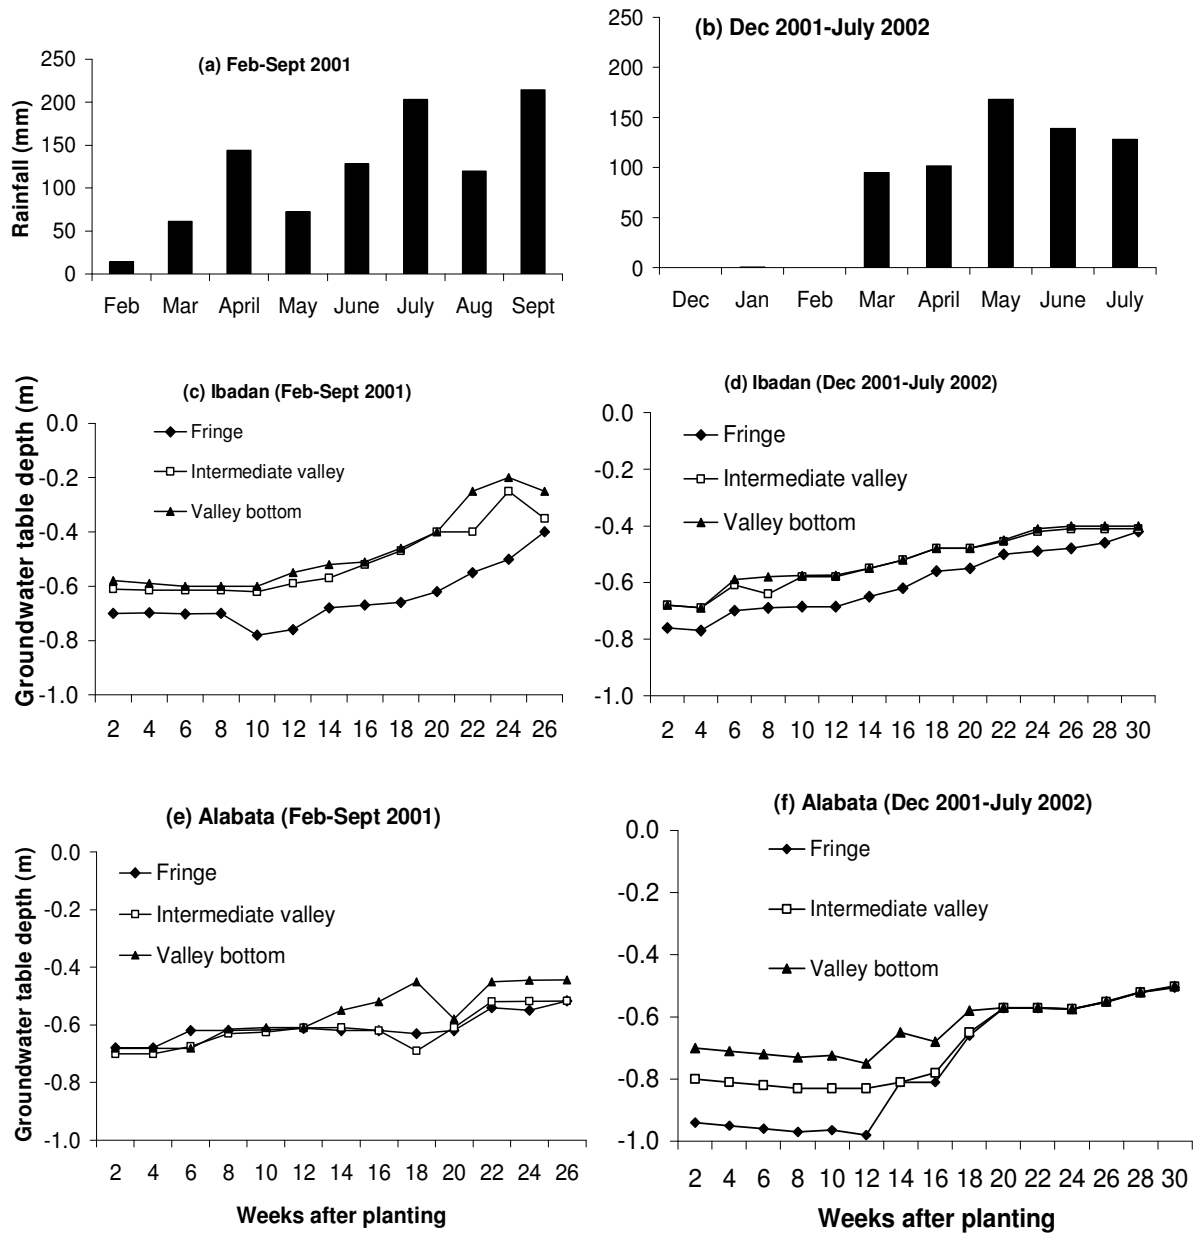 (a) Feb-Sept 2001
Rainfall (mm)
250
200
150
100
50
0
Feb Mar April May June July Aug Sept
(b) Dec 2001-July 2002
250
200
150
100
50
0
Dec Jan Feb Mar April May June July
(c) Ibadan (Feb-Sept 2001)
Groundwater table depth (m)
0.0
-0.2
-0.4
-0.6
-0.8
-1.0
Fringe
Intermediate valley
Valley bottom
2 4 6 8 10 12 14 16 18 20 22 24 26
(d) Ibadan (Dec 2001-July 2002)
0.0
-0.2
-0.4
-0.6
-0.8
-1.0
Fringe
Intermediate valley
Valley bottom
2 4 6 8 10 12 14 16 18 20 22 24 26 28 30
(e) Alabata (Feb-Sept 2001)
Groundwater table depth (m)
0.0
-0.2
-0.4
-0.6
-0.8
-1.0
Fringe
Intermediate valley
Valley bottom
2 4 6 8 10 12 14 16 18 20 22 24 26
Weeks after planting
(f) Alabata (Dec 2001-July 2002)
0.0
-0.2
-0.4
-0.6
-0.8
-1.0
Fringe
Intermediate valley
Valley bottom
2 4 6 8 10 12 14 16 18 20 22 24 26 28 30
Weeks after planting